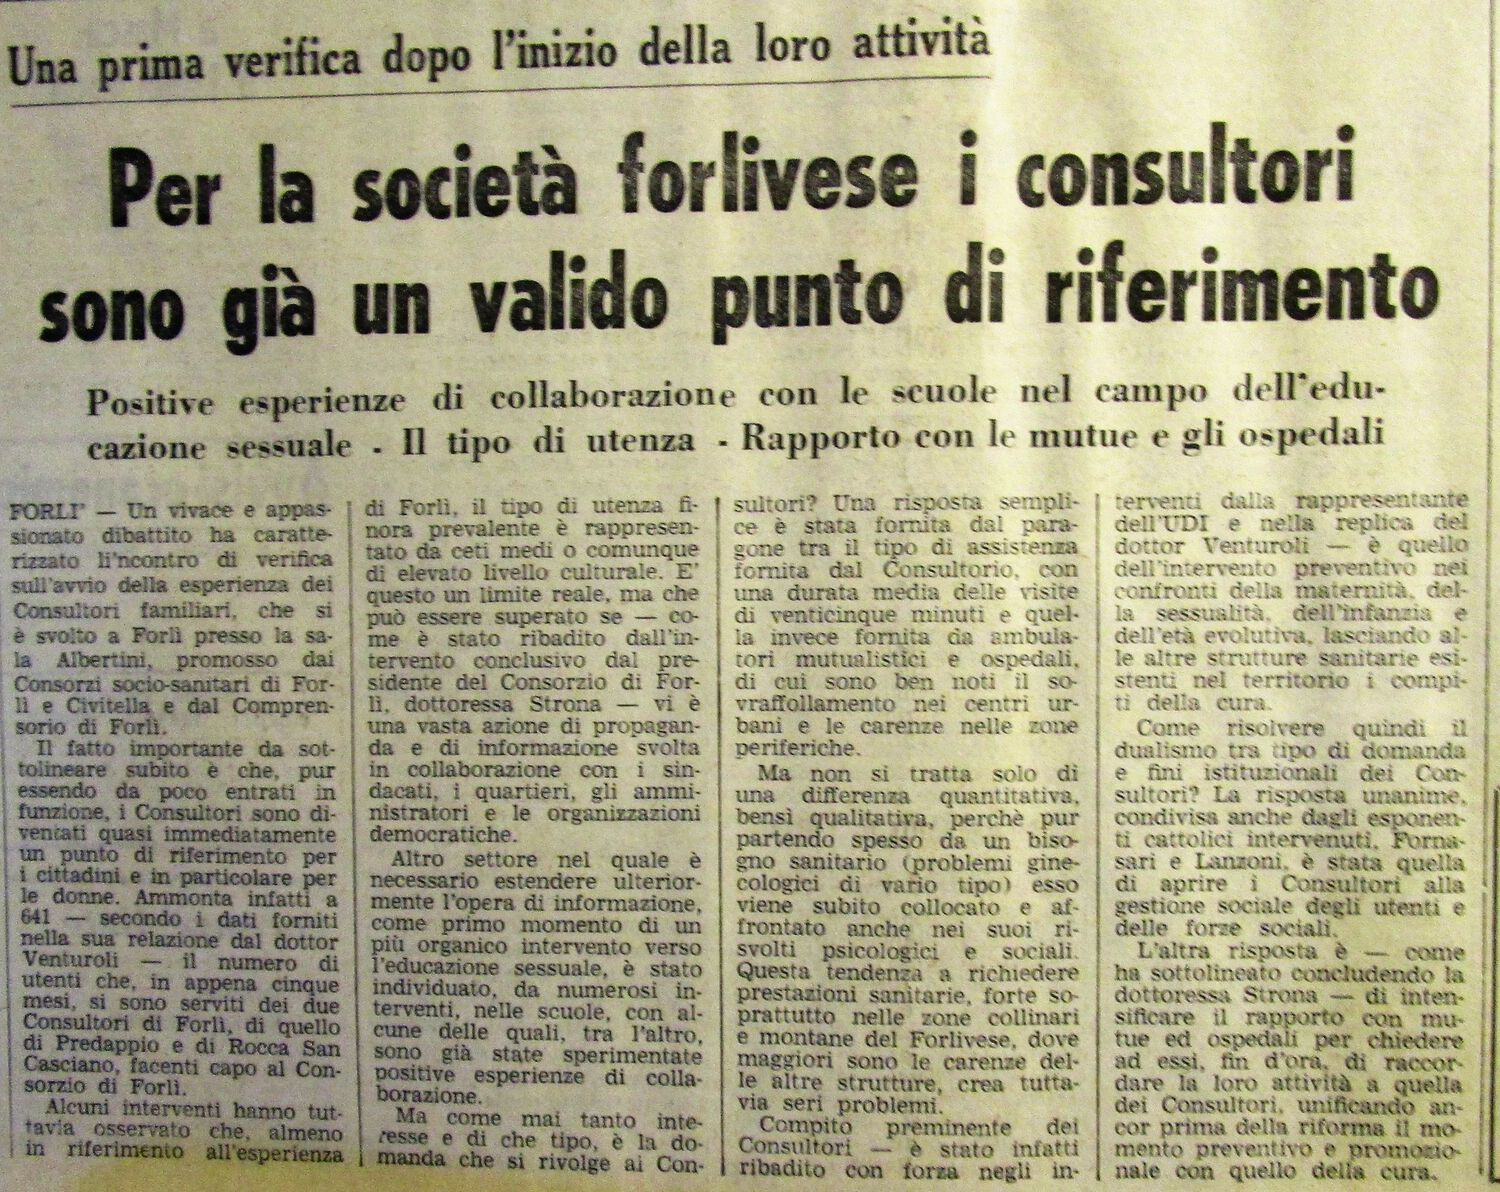 Una prima verifica dopo l'inizio della loro attività
Per la società forlivese i consultori
sono già un valido punto di riferimento
Positive esperienze di collaborazione con le scuole nel campo dell'edu-
cazione sessuale - Il tipo di utenza - Rapporto con le mutue e gli ospedali
FORLI' — Un vivace e appas-
sionato dibattito ha caratte-
rizzato li'ncontro di verifica
sull'avvio della esperienza dei
Consultori familiari, che si
è svolto a Forlì presso la sa-
la Albertini, promosso dai
Consorzi socio-sanitari di For-
lì e Civitella e dal Compren-
sorio di Forlì.
Il fatto importante da sot-
tolineare subito è che, pur
essendo da poco entrati in
funzione, i Consultori sono di-
ventati quasi immediatamente
un punto di riferimento per
i cittadini e in particolare per
le donne. Ammonta infatti a
641 — secondo i dati forniti
nella sua relazione dal dottor
Venturoli — il numero di
utenti che, in appena cinque
mesi, si sono serviti dei due
Consultori di Forlì, di quello
di Predappio e di Rocca San
Casciano, facenti capo al Con-
sorzio di Forlì.
Alcuni interventi hanno tut-
tavia osservato che, almeno
in riferimento all'esperienza
di Forlì, il tipo di utenza fi-
nora prevalente è rappresen-
tato da ceti medi o comunque
di elevato livello culturale. E'
questo un limite reale, ma che
può essere superato se — co-
me è stato ribadito dall'in-
tervento conclusivo dal pre-
sidente del Consorzio di For-
lì, dottoressa Strona — vi è
una vasta azione di propagan-
da e di informazione svolta
in collaborazione con i sin-
dacati, i quartieri, gli ammi-
nistratori e le organizzazioni
democratiche.
Altro settore nel quale è
necessario estendere ulterior-
mente l'opera di informazione,
come primo momento di un
più organico intervento verso
l'educazione sessuale, è stato
individuato, da numerosi in-
terventi, nelle scuole, con al-
cune delle quali, tra l'altro,
sono già state sperimentate
positive esperienze di colla-
borazione.
Ma come mai tanto inte-
resse e di che tipo, è la do-
manda che si rivolge ai Con-
sultori? Una risposta sempli-
ce è stata fornita dal para-
gone tra il tipo di assistenza
fornita dal Consultorio, con
una durata media delle visite
di venticinque minuti e quel-
la invece fornita da ambula-
tori mutualistici e ospedali,
di cui sono ben noti il so-
vraffollamento nei centri ur-
bani e le carenze nelle zone
periferiche.
Ma non si tratta solo di
una differenza quantitativa,
bensì qualitativa, perchè pur
partendo spesso da un biso-
gno sanitario (problemi gine-
cologici di vario tipo) esso
viene subito collocato e af-
frontato anche nei suoi ri-
svolti psicologici e sociali.
Questa tendenza a richiedere
prestazioni sanitarie, forte so-
prattutto nelle zone collinari
e montane del Forlivese, dove
maggiori sono le carenze del-
le altre strutture, crea tutta-
via seri problemi.
Compito preminente dei
Consultori — è stato infatti
ribadito con forza negli in-
terventi dalla rappresentante
dell'UDI e nella replica del
dottor Venturoli — è quello
dell'intervento preventivo nei
confronti della maternità, del-
la sessualità, dell'infanzia e
dell'età evolutiva, lasciando al-
le altre strutture sanitarie esi-
stenti nel territorio i compi-
ti della cura.
Come risolvere quindi il
dualismo tra tipo di domanda
e fini istituzionali dei Con-
sultori? La risposta unanime,
condivisa anche dagli esponen-
ti cattolici intervenuti, Forna-
sari e Lanzoni, è stata quella
di aprire i Consultori alla
gestione sociale degli utenti e
delle forze sociali.
L'altra risposta è — come
ha sottolineato concludendo la
dottoressa Strona — di inten-
sificare il rapporto con mu-
tue ed ospedali per chiedere
ad essi, fin d'ora, di raccor-
dare la loro attività a quella
dei Consultori, unificando an-
cor prima della riforma il mo-
mento preventivo e promozio-
nale con quello della cura.